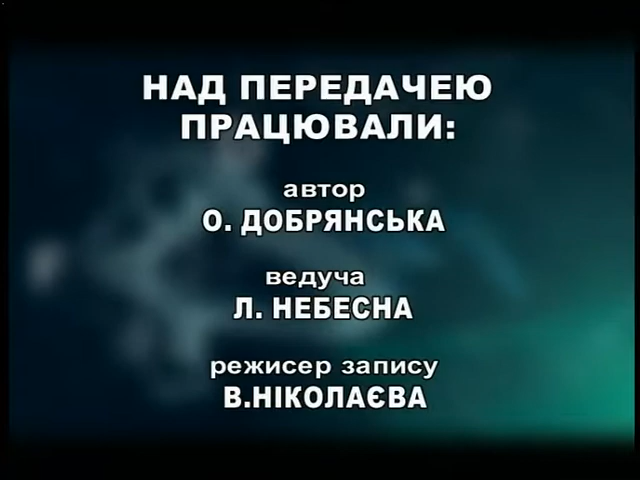 НАД ПЕРЕДАЧЕЮ
ПРАЦЮВАЛИ:
автор
О. ДОБРЯНСЬКА
ведуча
Л. НЕБЕСНА
режисер запису
В.НІКОЛАЄВА